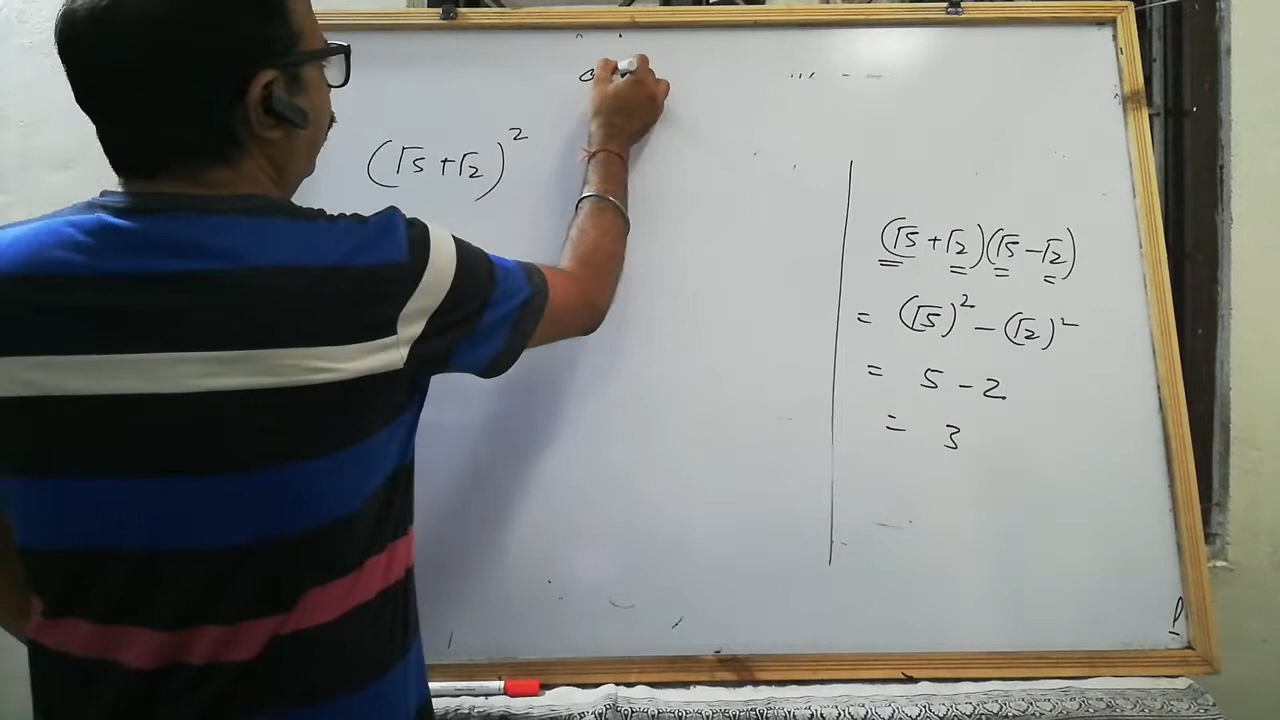 a
(√5+√2)²
(√5+√2)(√5-√2)
= (√5)² - (√2)²
= 5 - 2
= 3
P